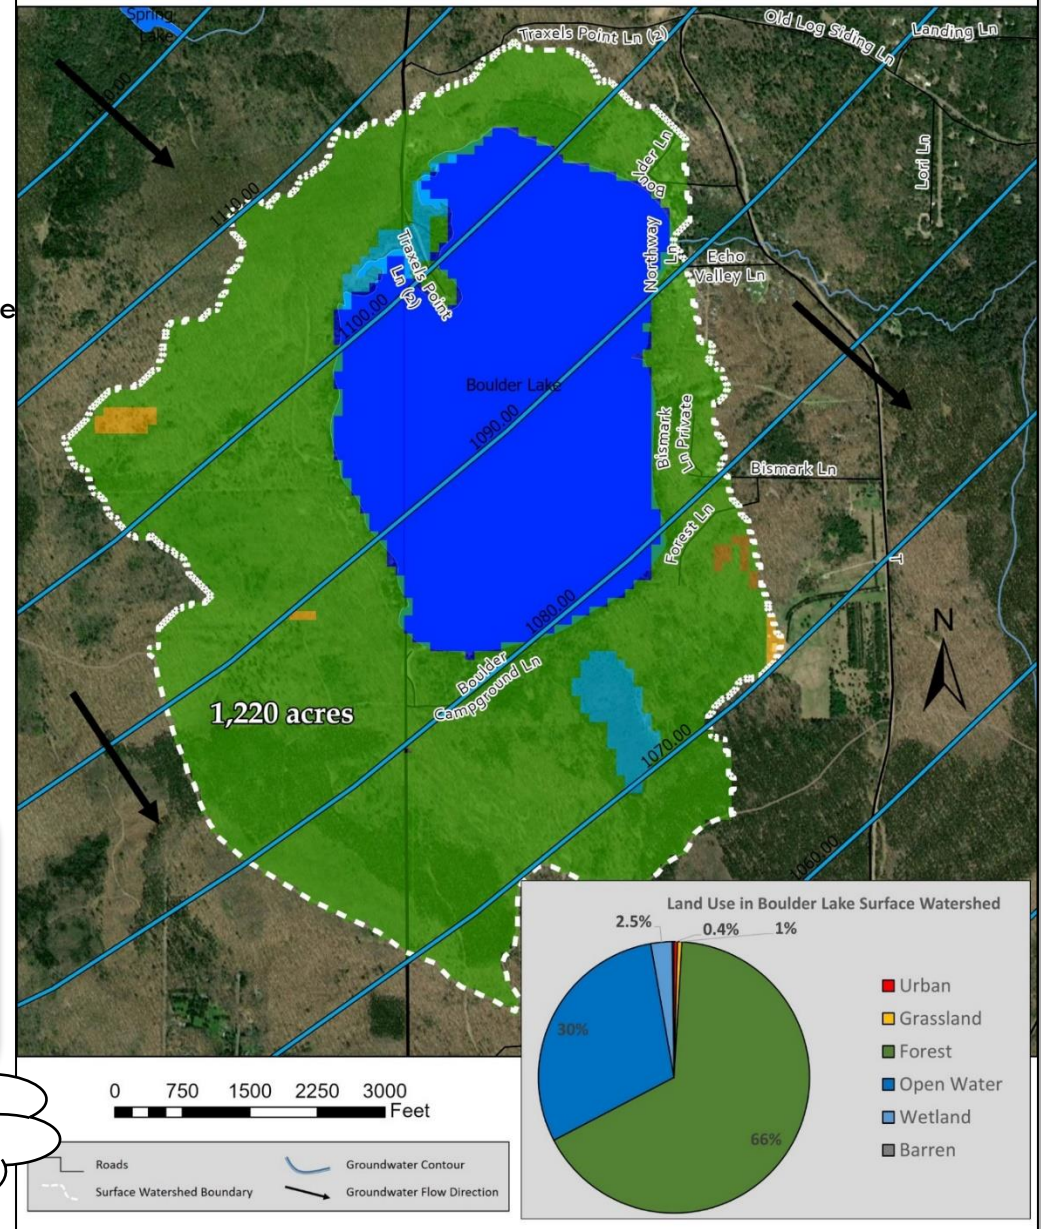 Spring
Lake
Traxels Point Ln (2)
Old Log Siding Ln
Landing Ln
Boulder Ln
Lori Ln
1110.00
Northway
Ln
Echo
Valley Ln
Traxels Point
Ln (2)
e
1100.00
Boulder Lake
1090.00
Bismark
Ln Private
Bismark Ln
Forest Ln
T
1080.00
N
Boulder
Campground Ln
1,220 acres
1070.00
1060.00
Land Use in Boulder Lake Surface Watershed
2.5%
0.4%
1%
30%
66%
Urban
Grassland
Forest
Open Water
Wetland
Barren
0 750 1500 2250 3000
Feet
Roads
Groundwater Contour
Surface Watershed Boundary
Groundwater Flow Direction